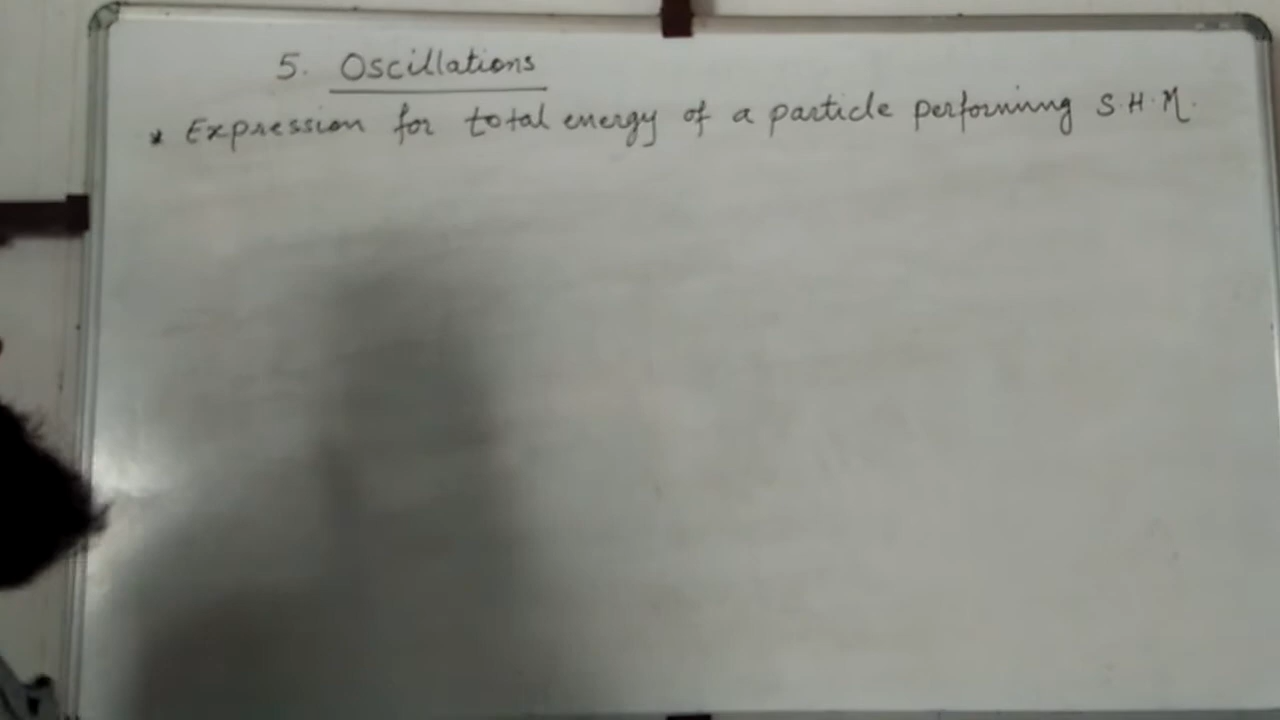 5. Oscillations
* Expression for total energy of a particle performing S.H.M.